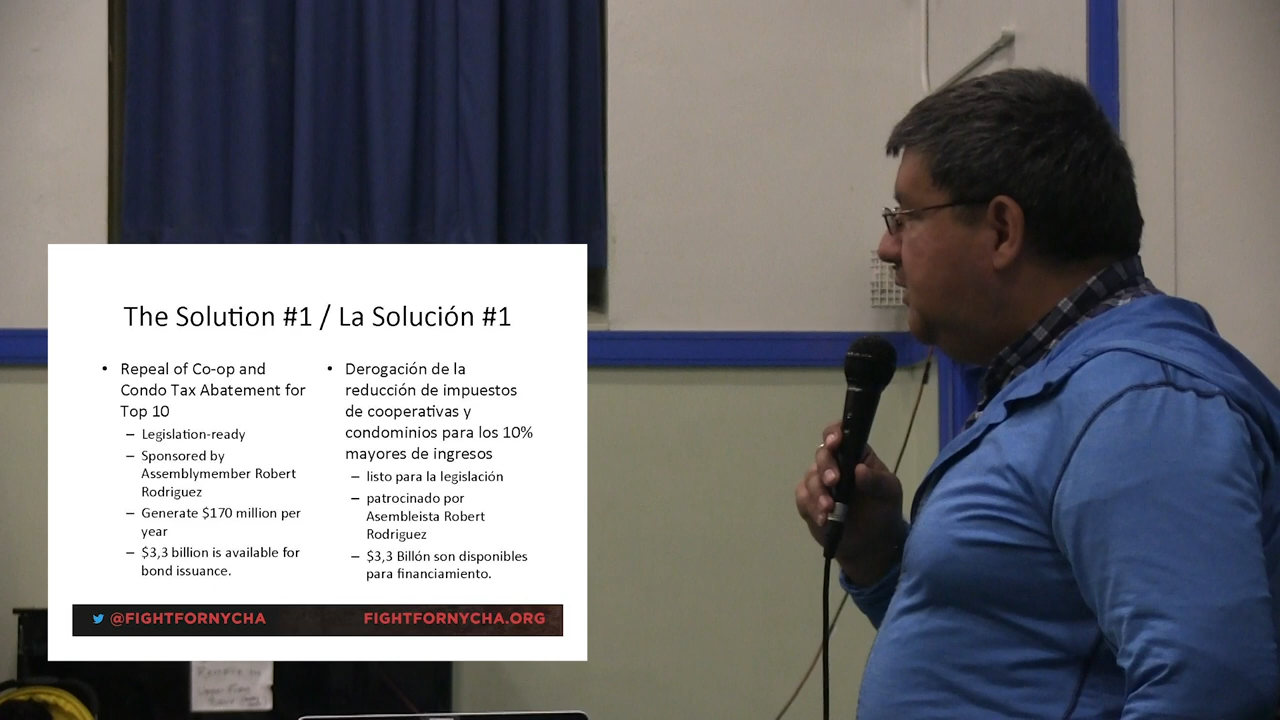 The Solution #1 / La Solución #1
• Repeal of Co-op and
Condo Tax Abatement for
Top 10
– Legislation-ready
– Sponsored by
Assemblymember Robert
Rodriguez
– Generate $170 million per
year
– $3,3 billion is available for
bond issuance.
• Derogación de la
reducción de impuestos
de cooperativas y
condominios para los 10%
mayores de ingresos
– listo para la legislación
– patrocinado por
Asembleista Robert
Rodriguez
– $3,3 Billón son disponibles
para financiamiento.
@FIGHTFORNYCHA
FIGHTFORNYCHA.ORG